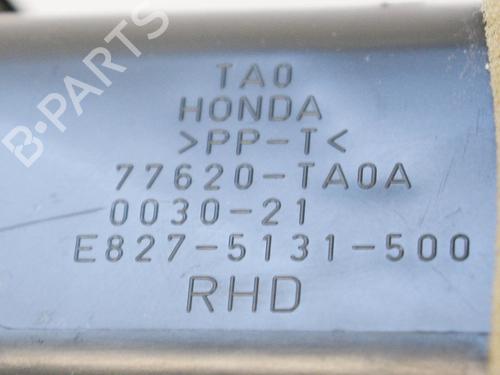 B-PARTS
TA0
HONDA
>PP-T<
77620-TA0A
0030-21
E827-5131-500
RHD